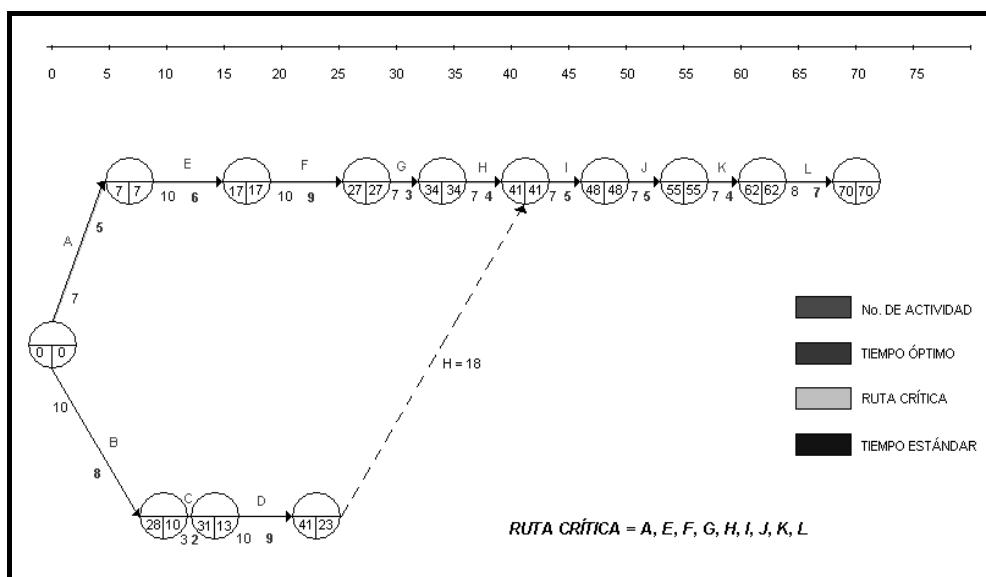 0 5 10 15 20 25 30 35 40 45 50 55 60 65 70 75
E F G H I J K L
7 7 17 17 27 27 34 34 41 41 48 48 55 55 62 62 70 70
10 6 10 9 7 3 7 4 7 5 7 5 7 4 8 7
5
A
7
No. DE ACTIVIDAD
0 0
TIEMPO ÓPTIMO
H = 18
RUTA CRÍTICA
10
B
TIEMPO ESTÁNDAR
8
C D
28 10 31 13 41 23
3 2 10 9
RUTA CRÍTICA = A, E, F, G, H, I, J, K, L